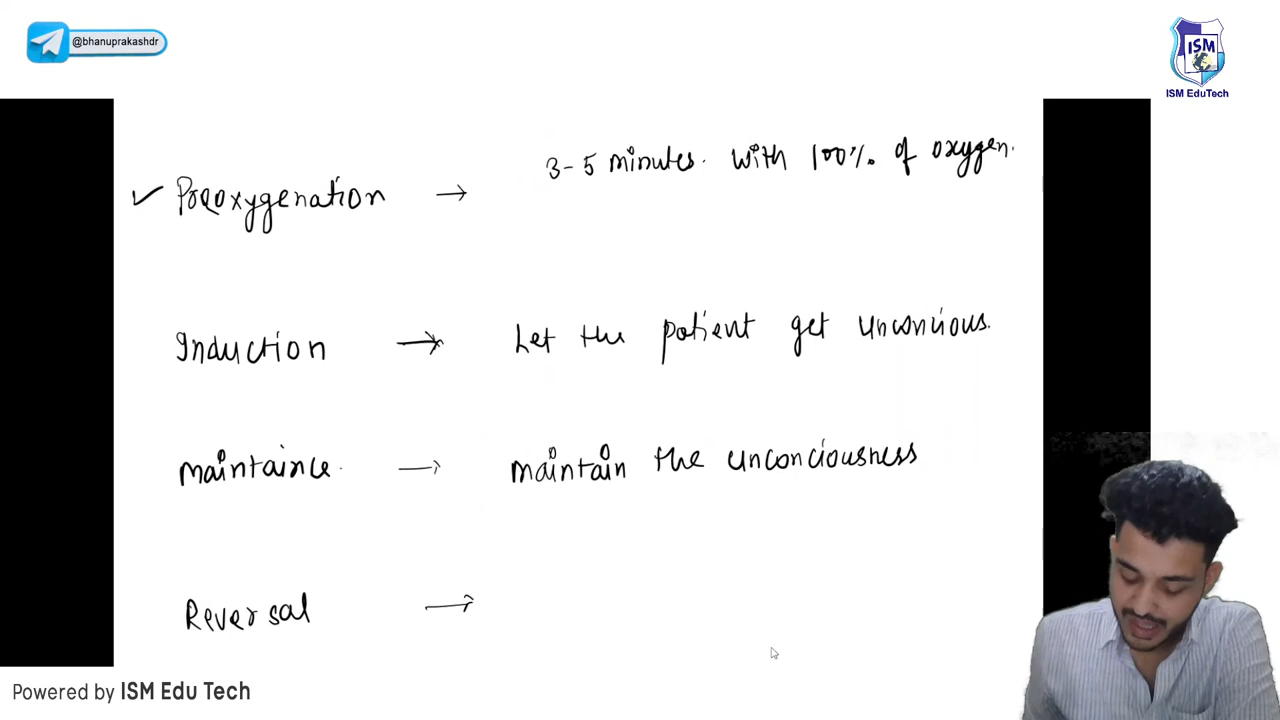 @bhanuprakashdr
ISM
ISM EduTech
3-5 minutes. with 100% of oxygen.
✓ Preoxygenation →
Induction → Let the patient get unconcious.
maintaince. → maintain the unconciousness
Reversal →
Powered by ISM Edu Tech